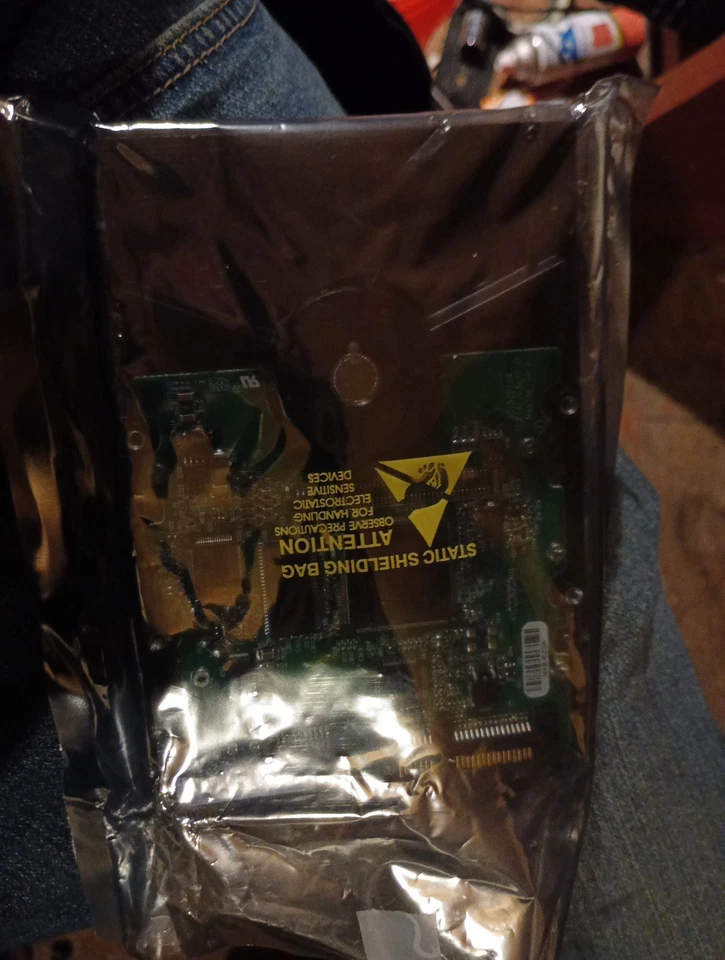 STATIC SHIELDING BAG
ATTENTION
OBSERVE PRECAUTIONS
FOR HANDLING
ELECTROSTATIC
SENSITIVE
DEVICES